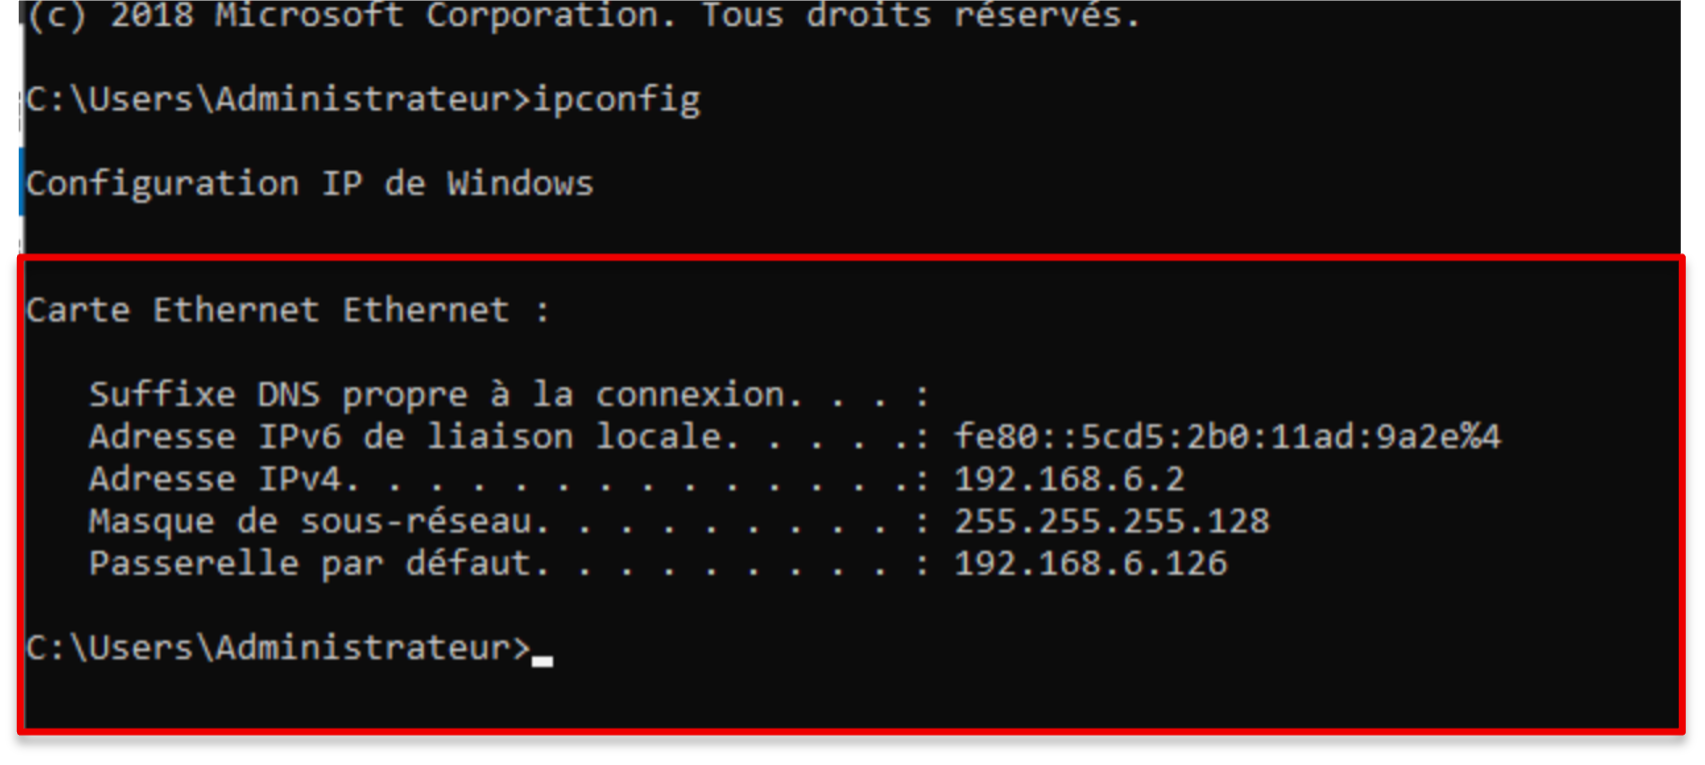 (c) 2018 Microsoft Corporation. Tous droits réservés.
C:\Users\Administrateur>ipconfig
Configuration IP de Windows
Carte Ethernet Ethernet :
Suffixe DNS propre à la connexion. . . :
Adresse IPv6 de liaison locale. . . . .: fe80::5cd5:2b0:11ad:9a2e%4
Adresse IPv4. . . . . . . . . . . . . .: 192.168.6.2
Masque de sous-réseau. . . . . . . . . : 255.255.255.128
Passerelle par défaut. . . . . . . . . : 192.168.6.126
C:\Users\Administrateur>